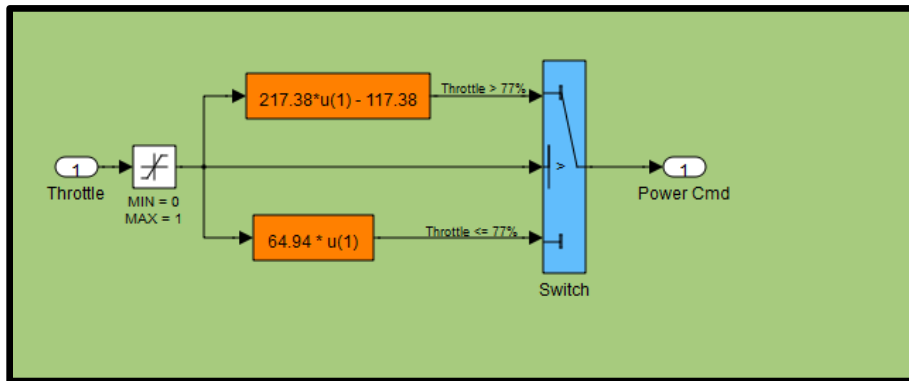 217.38*u(1) - 117.38
Throttle > 77%
1
Throttle
MIN = 0
MAX = 1
>
1
Power Cmd
64.94 * u(1)
Throttle <= 77%
Switch